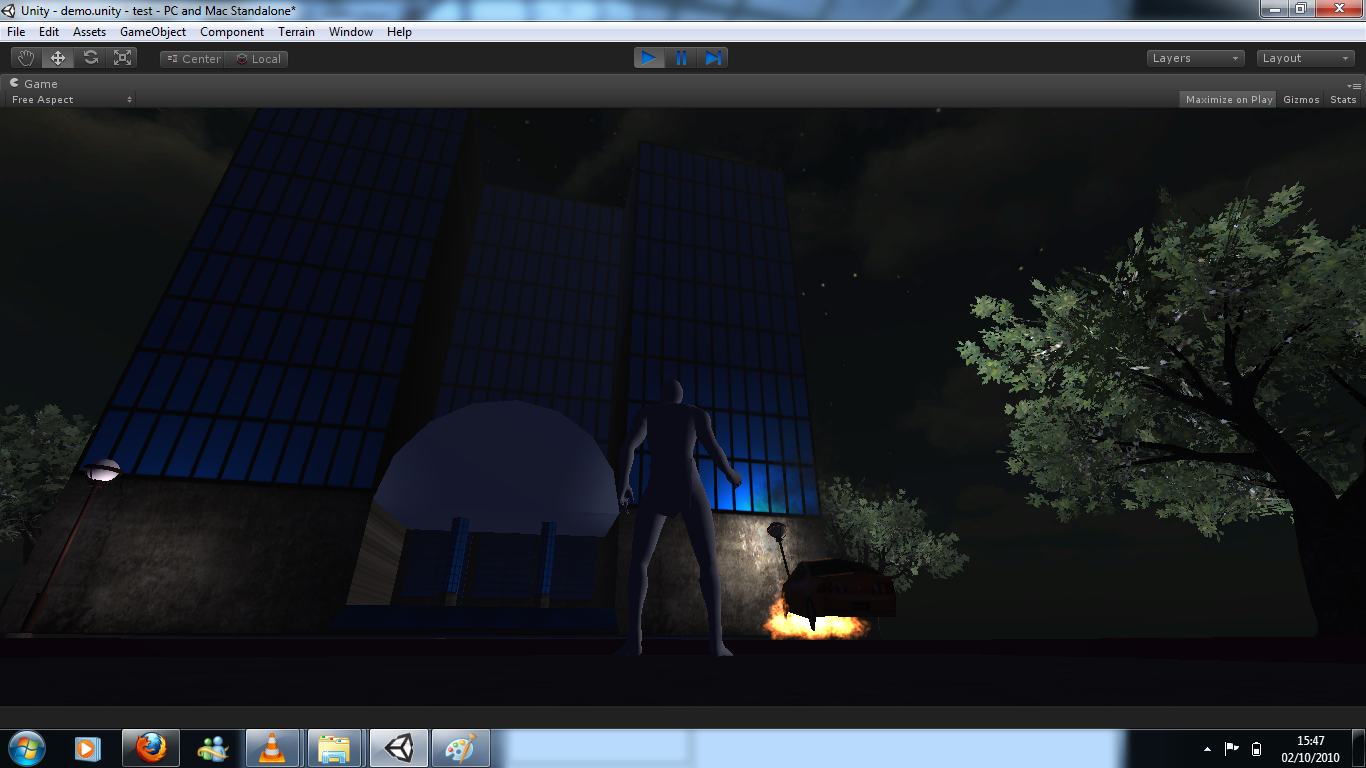 Unity - demo.unity - test - PC and Mac Standalone*
File Edit Assets GameObject Component Terrain Window Help
Center Local Layers Layout
Game
Free Aspect Maximize on Play Gizmos Stats
15:47
02/10/2010